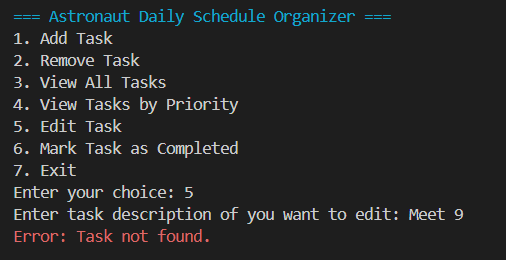 === Astronaut Daily Schedule Organizer ===
1. Add Task
2. Remove Task
3. View All Tasks
4. View Tasks by Priority
5. Edit Task
6. Mark Task as Completed
7. Exit
Enter your choice: 5
Enter task description of you want to edit: Meet 9
Error: Task not found.